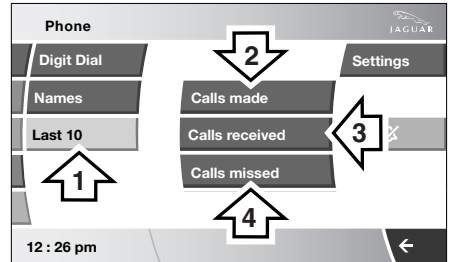 Phone
JAGUAR
Digit Dial
2
Settings
Names
Calls made
Last 10
Calls received
3
1
Calls missed
4
12 : 26 pm